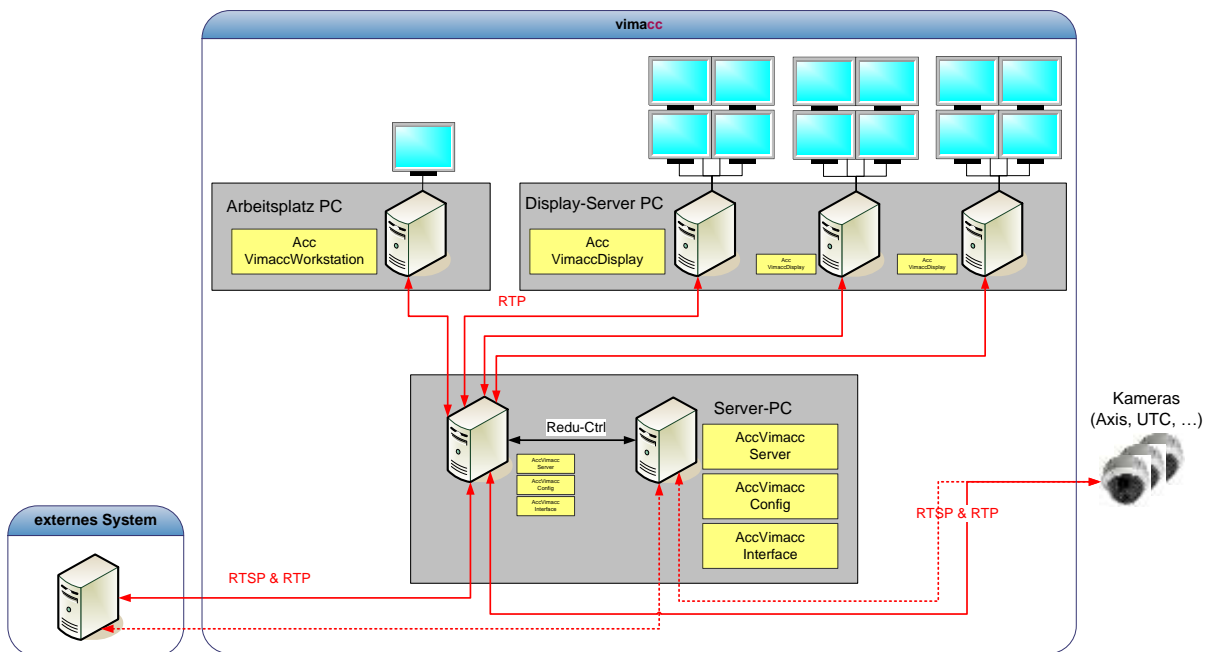 vimacc
Arbeitsplatz PC
Acc
VimaccWorkstation
Display-Server PC
Acc
VimaccDisplay
Acc
VimaccDisplay
Acc
VimaccDisplay
RTP
Server-PC
Redu-Ctrl
AccVimacc
Server
AccVimacc
Config
AccVimacc
Interface
AccVimacc
Server
AccVimacc
Config
AccVimacc
Interface
Kameras
(Axis, UTC, …)
RTSP & RTP
externes System
RTSP & RTP